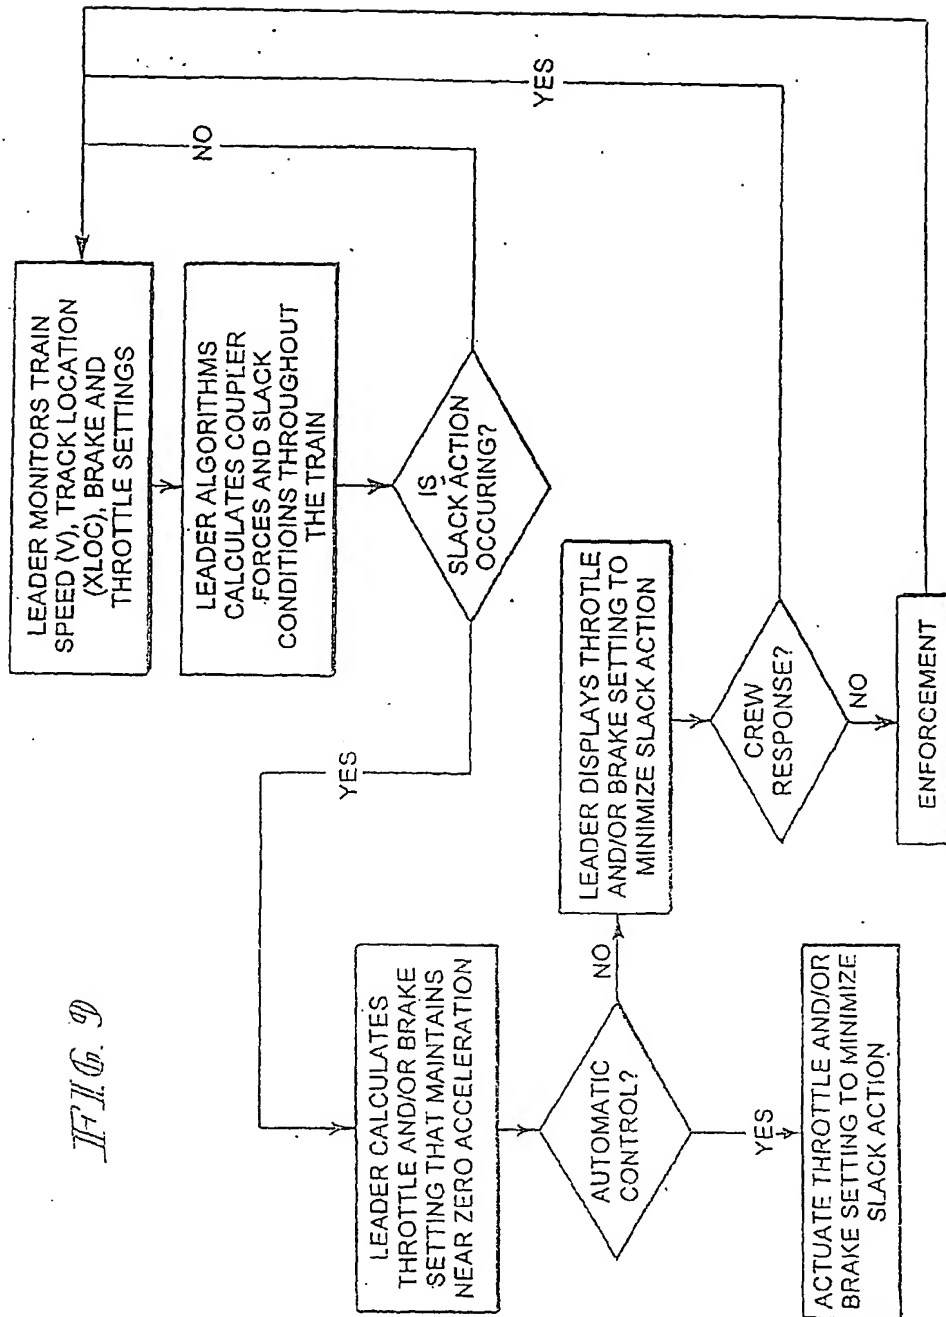 FIG. 9
LEADER MONITORS TRAIN
SPEED (V), TRACK LOCATION
(XLOC), BRAKE AND
THROTTLE SETTINGS
LEADER ALGORITHMS
CALCULATES COUPLER
FORCES AND SLACK
CONDITIOINS THROUGHOUT
THE TRAIN
IS
SLACK ACTION
OCCURING?
NO
YES
LEADER CALCULATES
THROTTLE AND/OR BRAKE
SETTING THAT MAINTAINS
NEAR ZERO ACCELERATION
AUTOMATIC
CONTROL?
YES
ACTUATE THROTTLE AND/OR
BRAKE SETTING TO MINIMIZE
SLACK ACTION
NO
LEADER DISPLAYS THROTTLE
AND/OR BRAKE SETTING TO
MINIMIZE SLACK ACTION
CREW
RESPONSE?
YES
NO
ENFORCEMENT